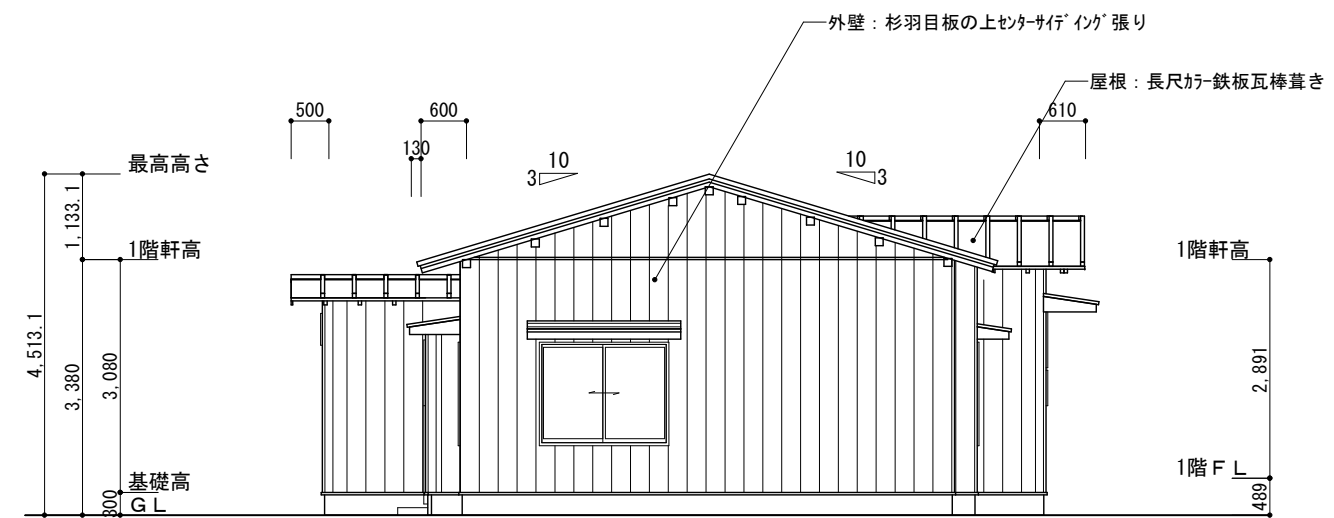 外壁：杉羽目板の上ｾﾝﾀｰｻｲﾃﾞｨﾝｸﾞ張り
屋根：長尺ｶﾗｰ鉄板瓦棒葺き
500
600
610
130
10
3
10
3
最高高さ
1階軒高
1階軒高
1,133.1
4,513.1
3,380
3,080
2,891
基礎高
1階ＦＬ
300
ＧＬ
489